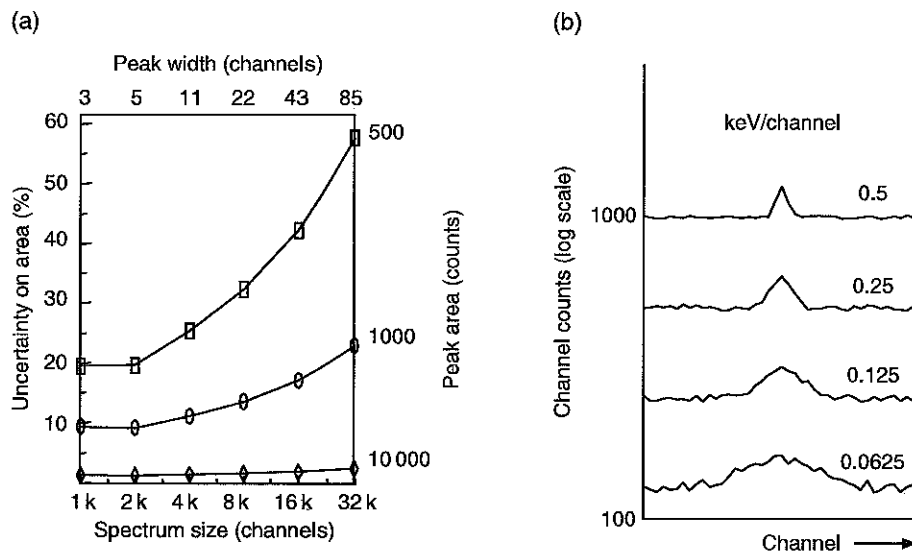 (a)
Peak width (channels)
3 5 11 22 43 85
60
50
40
30
20
10
Uncertainty on area (%)
500
1000
10 000
Peak area (counts)
1 k 2 k 4 k 8 k 16 k 32 k
Spectrum size (channels)
(b)
keV/channel
0.5
0.25
0.125
0.0625
1000
100
Channel counts (log scale)
Channel